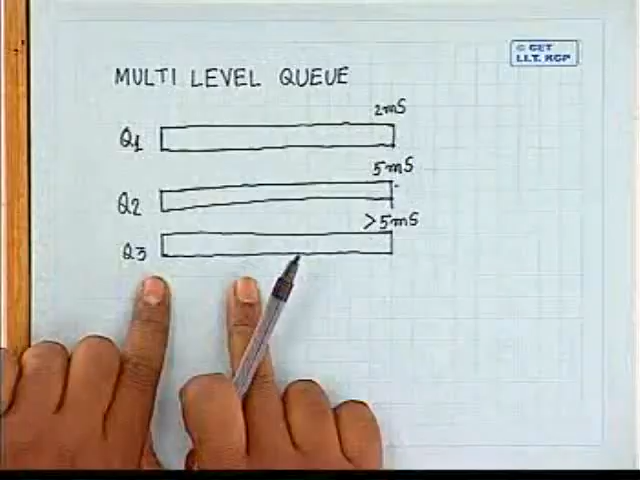 © CET
I.I.T. KGP
MULTI LEVEL QUEUE
2mS
Q1
5mS
Q2
>5mS
Q3